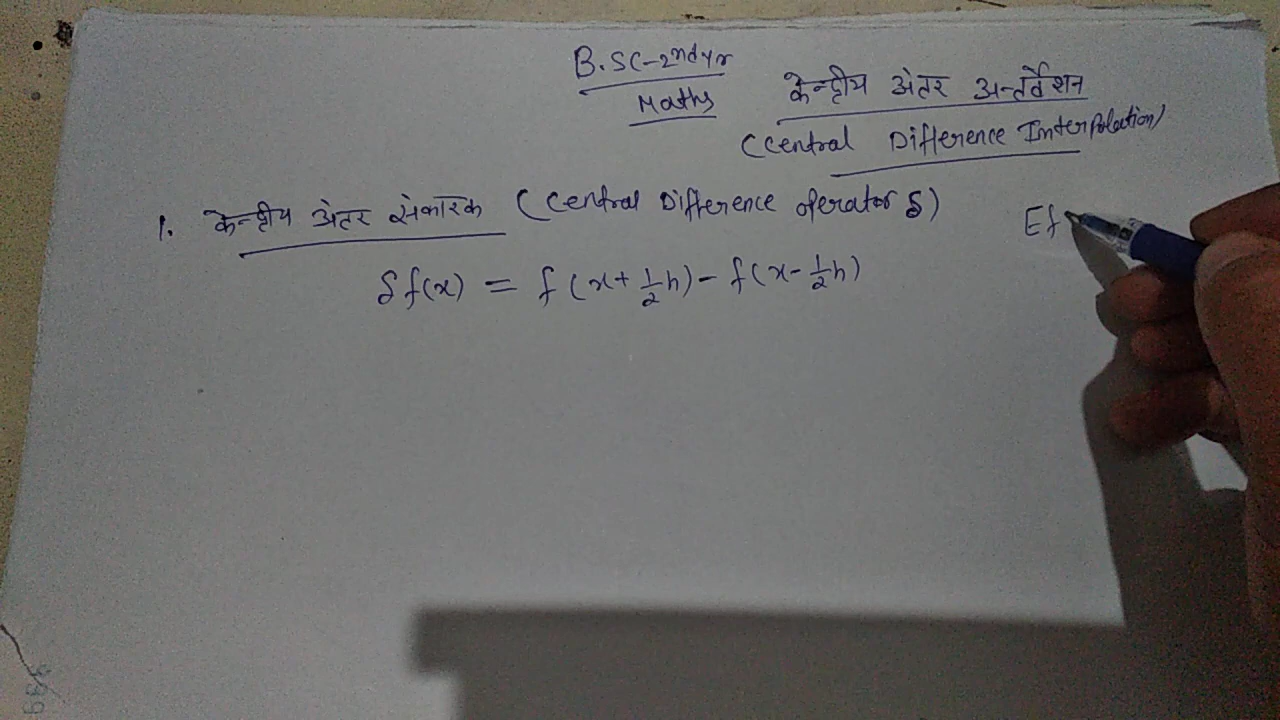 B.SC-2nd yr
Maths
केन्द्रीय अंतर अन्तर्वेशन
(Central Difference Interpolation)
1. केन्द्रीय अंतर संकारक (Central Difference operator δ)
Ef
δf(x) = f(x+½h) - f(x-½h)